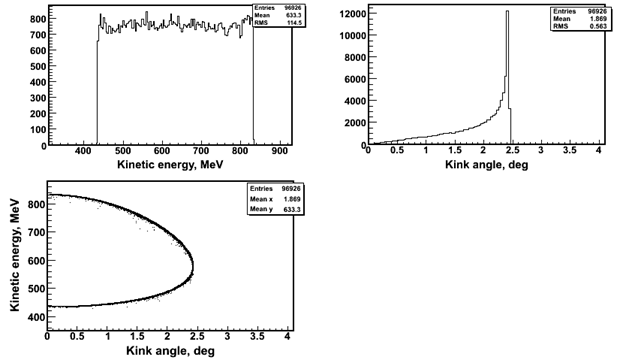 Entries 96926
Mean 633.3
RMS 114.5
800
700
600
500
400
300
200
100
0
400 500 600 700 800 900
Kinetic energy, MeV
Entries 96926
Mean 1.869
RMS 0.563
12000
10000
8000
6000
4000
2000
0
0 0.5 1 1.5 2 2.5 3 3.5 4
Kink angle, deg
Entries 96926
Mean x 1.869
Mean y 633.3
Kinetic energy, MeV
800
700
600
500
400
0 0.5 1 1.5 2 2.5 3 3.5 4
Kink angle, deg